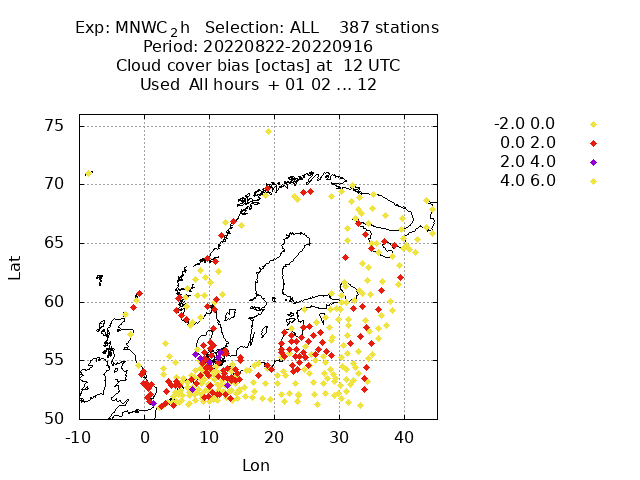 Exp: MNWC_2h Selection: ALL 387 stations
Period: 20220822-20220916
Cloud cover bias [octas] at 12 UTC
Used All hours + 01 02 ... 12
-2.0 0.0
0.0 2.0
2.0 4.0
4.0 6.0
75
70
65
60
55
50
Lat
-10 0 10 20 30 40
Lon